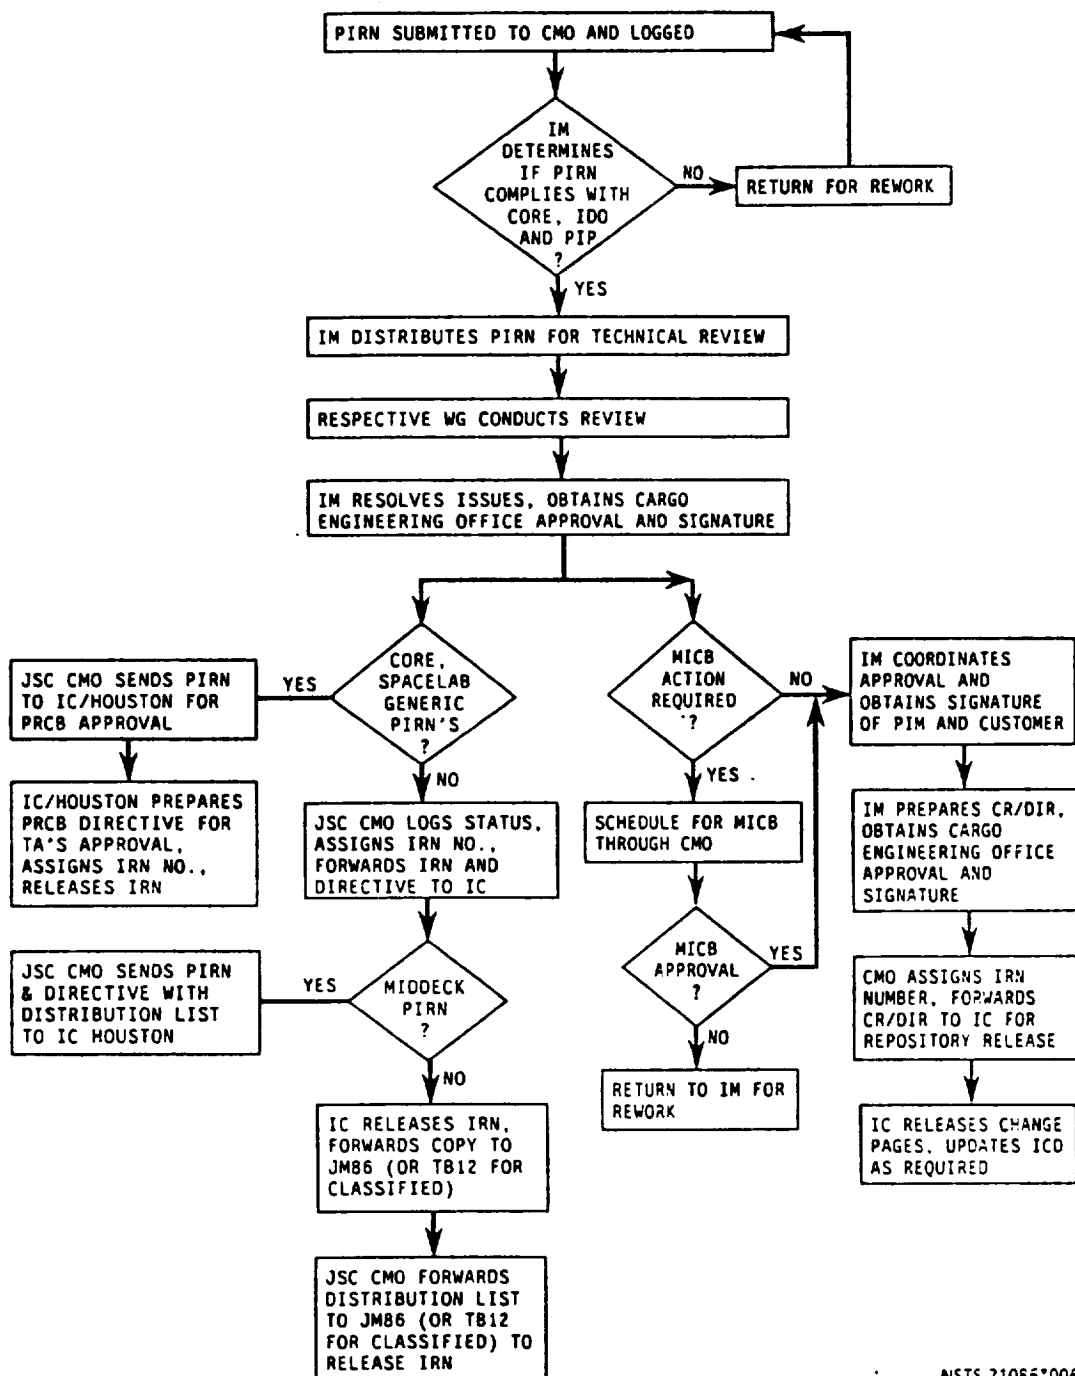 PIRN SUBMITTED TO CMO AND LOGGED
IM
DETERMINES
IF PIRN
COMPLIES WITH
CORE, IDO
AND PIP
?
NO
RETURN FOR REWORK
YES
IM DISTRIBUTES PIRN FOR TECHNICAL REVIEW
RESPECTIVE WG CONDUCTS REVIEW
IM RESOLVES ISSUES, OBTAINS CARGO
ENGINEERING OFFICE APPROVAL AND SIGNATURE
CORE,
SPACELAB
GENERIC
PIRN'S
?
YES
JSC CMO SENDS PIRN
TO IC/HOUSTON FOR
PRCB APPROVAL
IC/HOUSTON PREPARES
PRCB DIRECTIVE FOR
TA'S APPROVAL,
ASSIGNS IRN NO.,
RELEASES IRN
NO
JSC CMO LOGS STATUS,
ASSIGNS IRN NO.,
FORWARDS IRN AND
DIRECTIVE TO IC
MIDDECK
PIRN
?
YES
JSC CMO SENDS PIRN
& DIRECTIVE WITH
DISTRIBUTION LIST
TO IC HOUSTON
NO
IC RELEASES IRN,
FORWARDS COPY TO
JM86 (OR TB12 FOR
CLASSIFIED)
JSC CMO FORWARDS
DISTRIBUTION LIST
TO JM86 (OR TB12
FOR CLASSIFIED) TO
RELEASE IRN
MICB
ACTION
REQUIRED
?
NO
YES
SCHEDULE FOR MICB
THROUGH CMO
MICB
APPROVAL
?
YES
NO
RETURN TO IM FOR
REWORK
IM COORDINATES
APPROVAL AND
OBTAINS SIGNATURE
OF PIM AND CUSTOMER
IM PREPARES CR/DIR,
OBTAINS CARGO
ENGINEERING OFFICE
APPROVAL AND
SIGNATURE
CMO ASSIGNS IRN
NUMBER, FORWARDS
CR/DIR TO IC FOR
REPOSITORY RELEASE
IC RELEASES CHANGE
PAGES, UPDATES ICD
AS REQUIRED